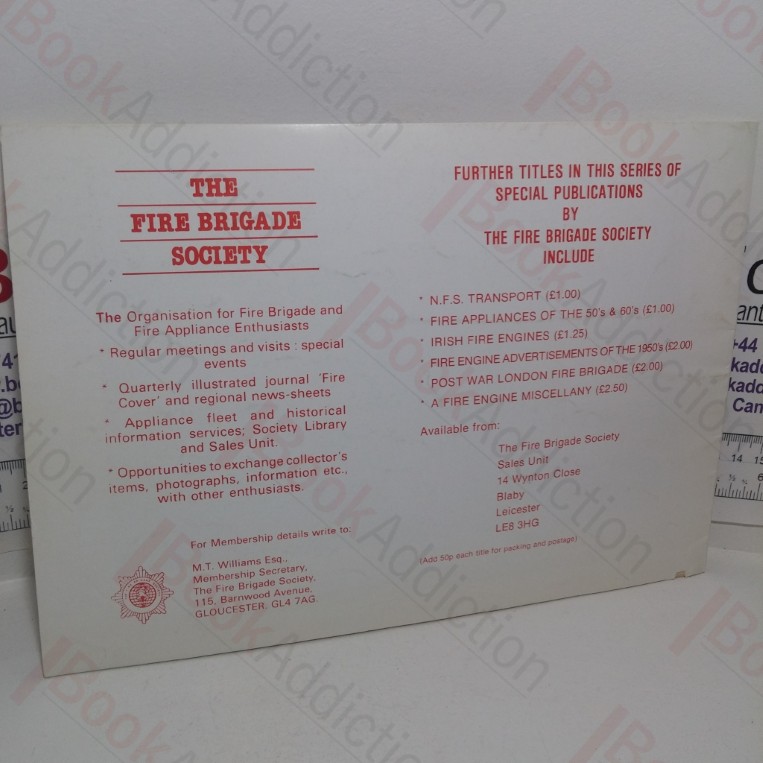 THE
FIRE BRIGADE
SOCIETY
The Organisation for Fire Brigade and
Fire Appliance Enthusiasts
* Regular meetings and visits : special
events
* Quarterly illustrated journal 'Fire
Cover' and regional news-sheets
* Appliance fleet and historical
information services; Society Library
and Sales Unit.
* Opportunities to exchange collector's
items, photographs, information etc.,
with other enthusiasts.
For Membership details write to:
M.T. Williams Esq.,
Membership Secretary,
The Fire Brigade Society,
115, Barnwood Avenue,
GLOUCESTER, GL4 7AG.
FURTHER TITLES IN THIS SERIES OF
SPECIAL PUBLICATIONS
BY
THE FIRE BRIGADE SOCIETY
INCLUDE
* N.F.S. TRANSPORT (£1.00)
* FIRE APPLIANCES OF THE 50's & 60's (£1.00)
* IRISH FIRE ENGINES (£1.25)
* FIRE ENGINE ADVERTISEMENTS OF THE 1950's (£2.00)
* POST WAR LONDON FIRE BRIGADE (£2.00)
* A FIRE ENGINE MISCELLANY (£2.50)
Available from:
The Fire Brigade Society
Sales Unit
14 Wynton Close
Blaby
Leicester
LE8 3HG
(Add 50p each title for packing and postage)
+44
Can
14 15
BookAddiction